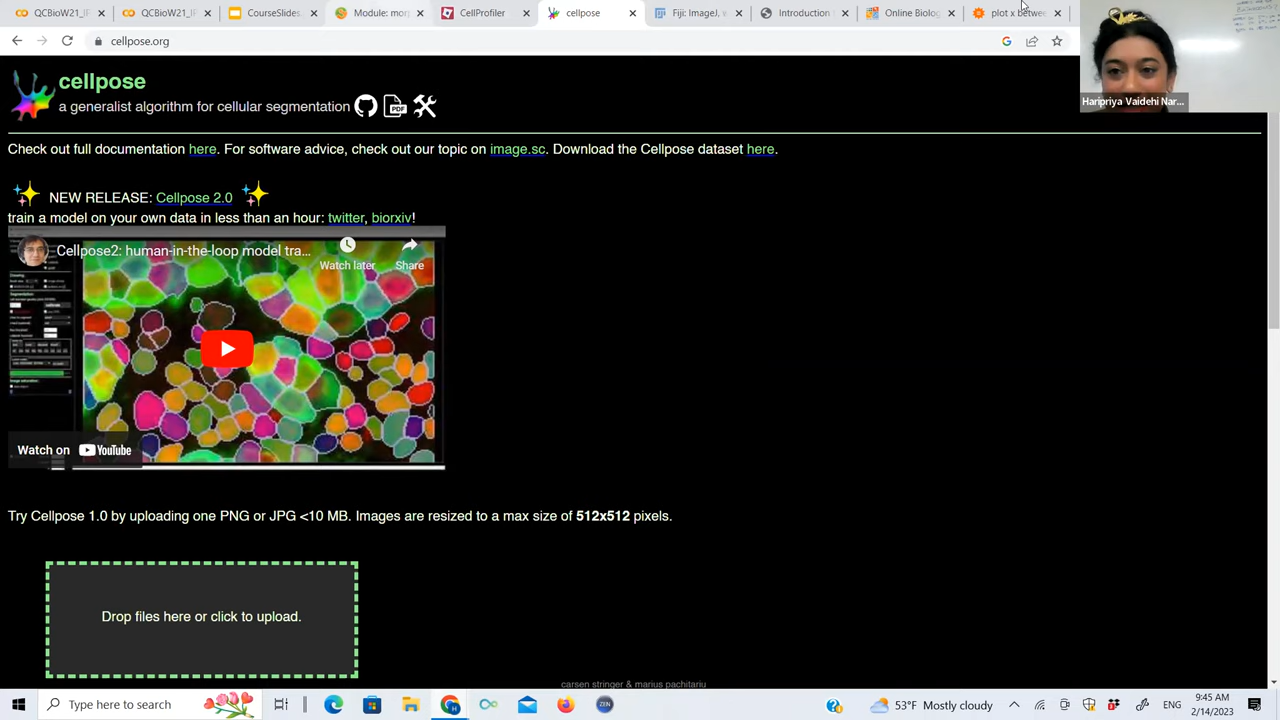 QCBioW21_IF
QCBioW21_IF
CourseSlides
Module: morp
CellProfiler
cellpose
Fiji: ImageJ, w
Introduction
Online Biolog
plot x betwee
cellpose.org
cellpose
a generalist algorithm for cellular segmentation
PDF
Check out full documentation here. For software advice, check out our topic on image.sc. Download the Cellpose dataset here.
NEW RELEASE: Cellpose 2.0
train a model on your own data in less than an hour: twitter, biorxiv!
Cellpose2: human-in-the-loop model tra...
Watch later
Share
Watch on YouTube
Try Cellpose 1.0 by uploading one PNG or JPG <10 MB. Images are resized to a max size of 512x512 pixels.
Drop files here or click to upload.
carsen stringer & marius pachitariu
Haripriya Vaidehi Nar...
Type here to search
ZEN
53°F Mostly cloudy
ENG
9:45 AM
2/14/2023